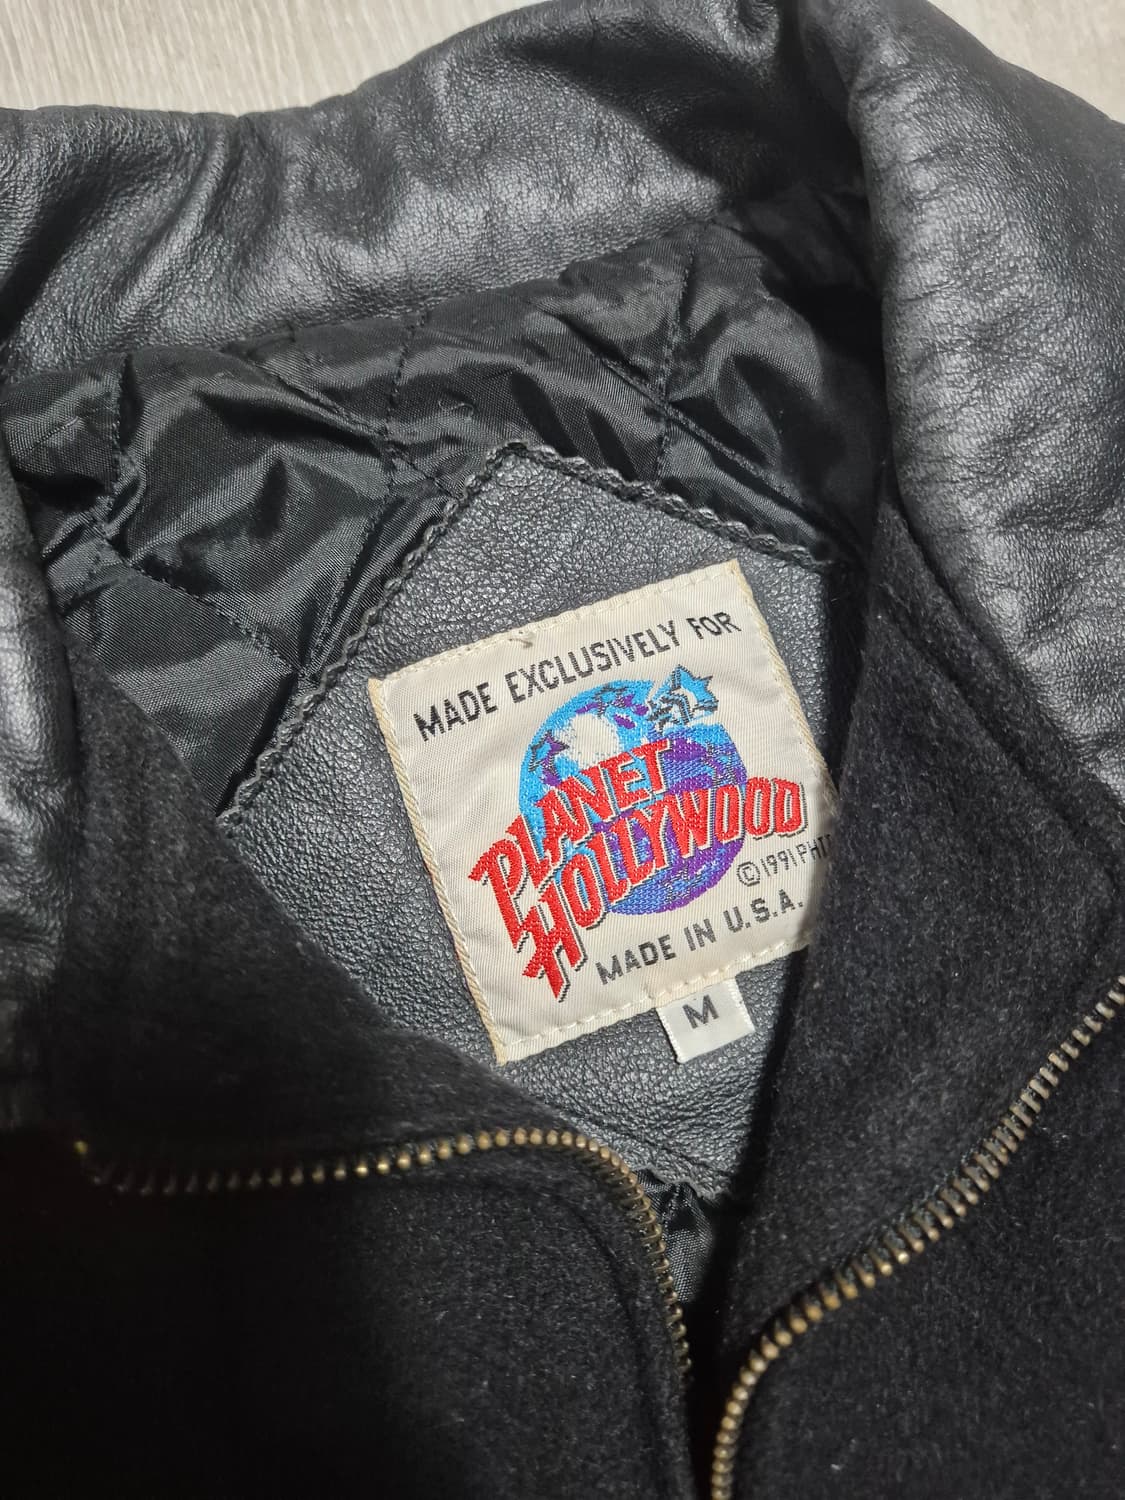 MADE EXCLUSIVELY FOR
PLANET
HOLLYWOOD
©1991 PHI
MADE IN U.S.A.
M